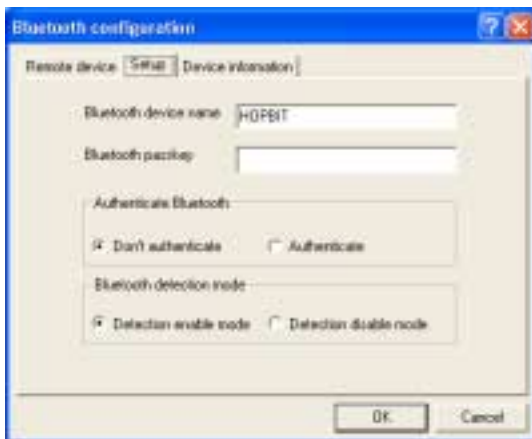 Bluetooth configuration
Remote device Setup Device information
Bluetooth device name HOPBIT
Bluetooth passkey
Authenticate Bluetooth
Don't authenticate Authenticate
Bluetooth detection mode
Detection enable mode Detection disable mode
OK Cancel